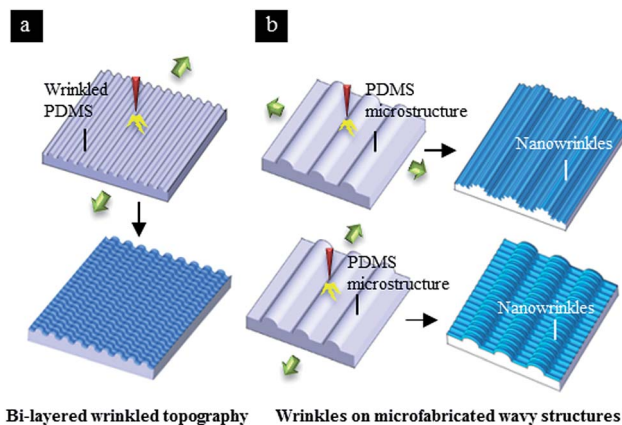 a
Wrinkled
PDMS
b
PDMS
microstructure
Nanowrinkles
PDMS
microstructure
Nanowrinkles
Bi-layered wrinkled topography
Wrinkles on microfabricated wavy structures